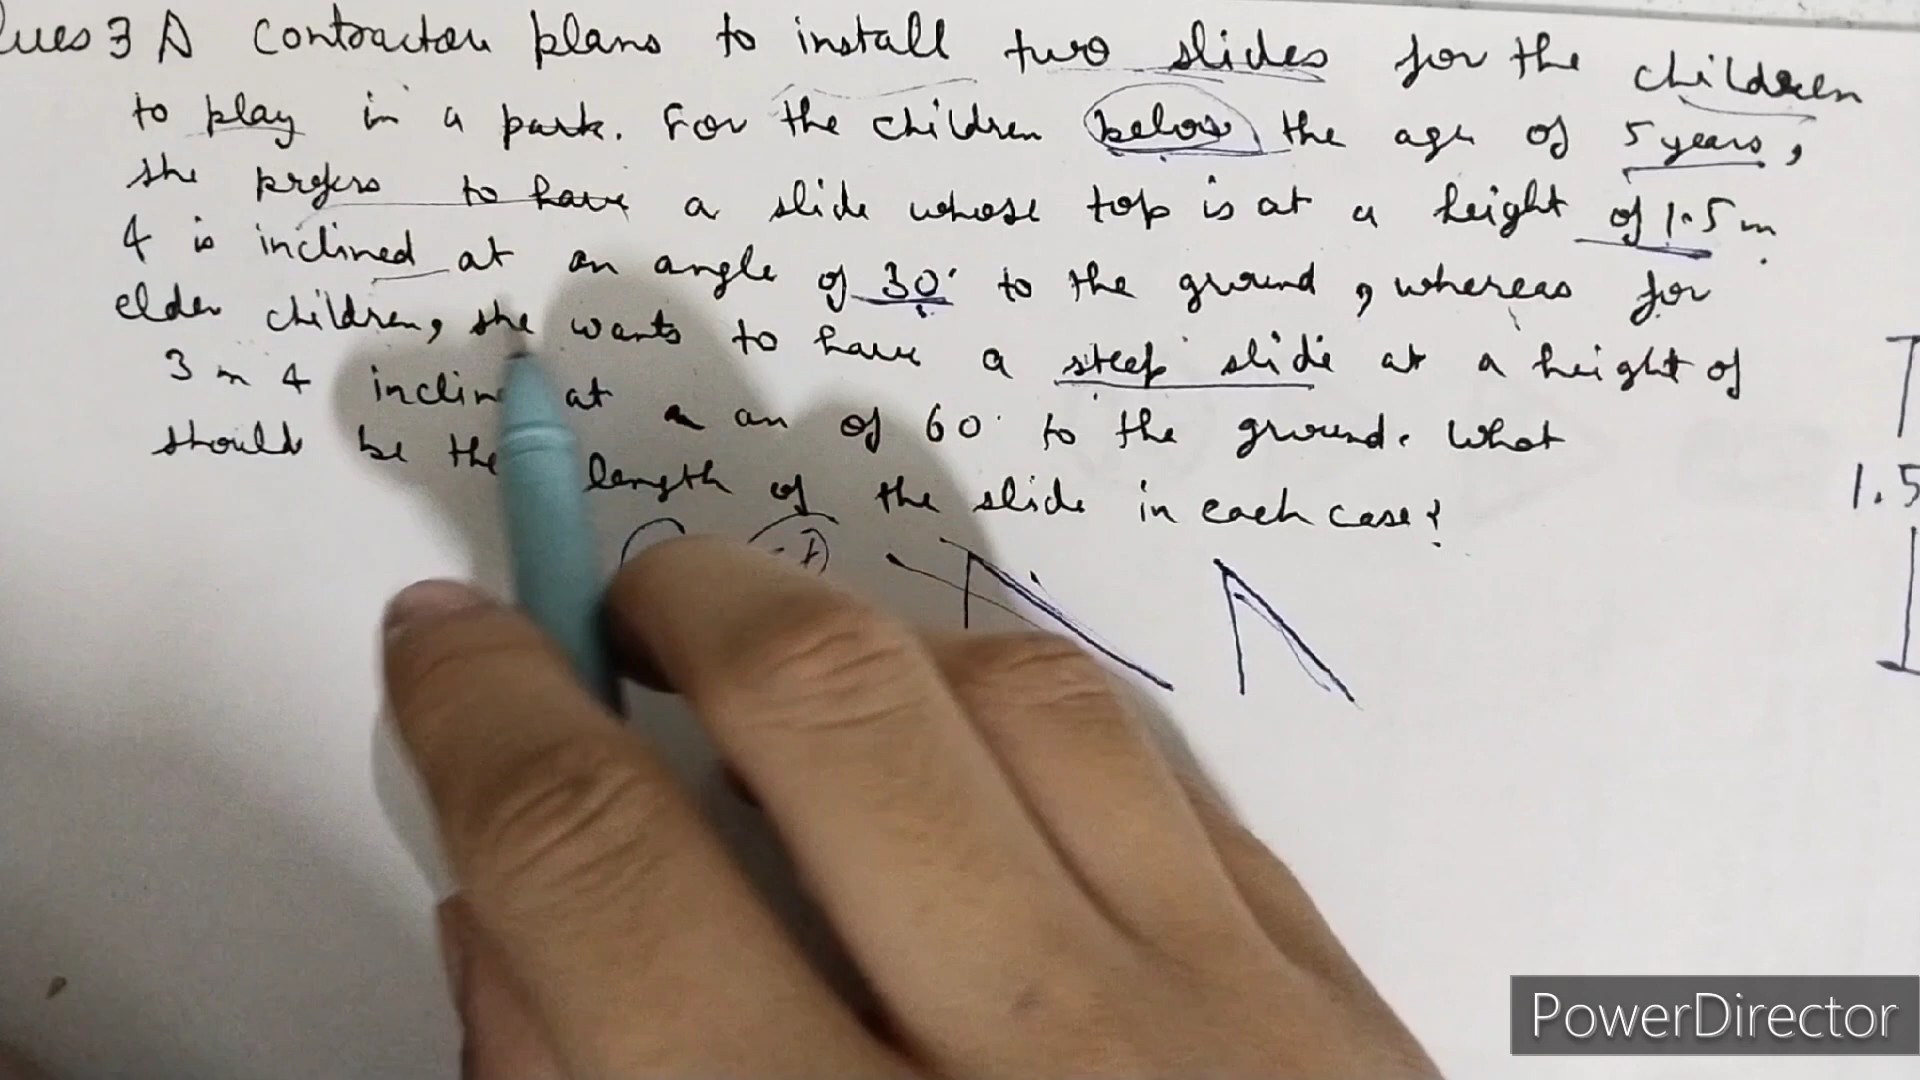 Ques 3 A contractor plans to install two slides for the children
to play in a park. For the children below the age of 5 years,
she prefers to have a slide whose top is at a height of 1.5 m
& is inclined at an angle of 30° to the ground, whereas for
elder children, she wants to have a steep slide at a height of
3 m & inclin at a an of 60° to the ground. What
should be the length of the slide in each case?
1.5
PowerDirector